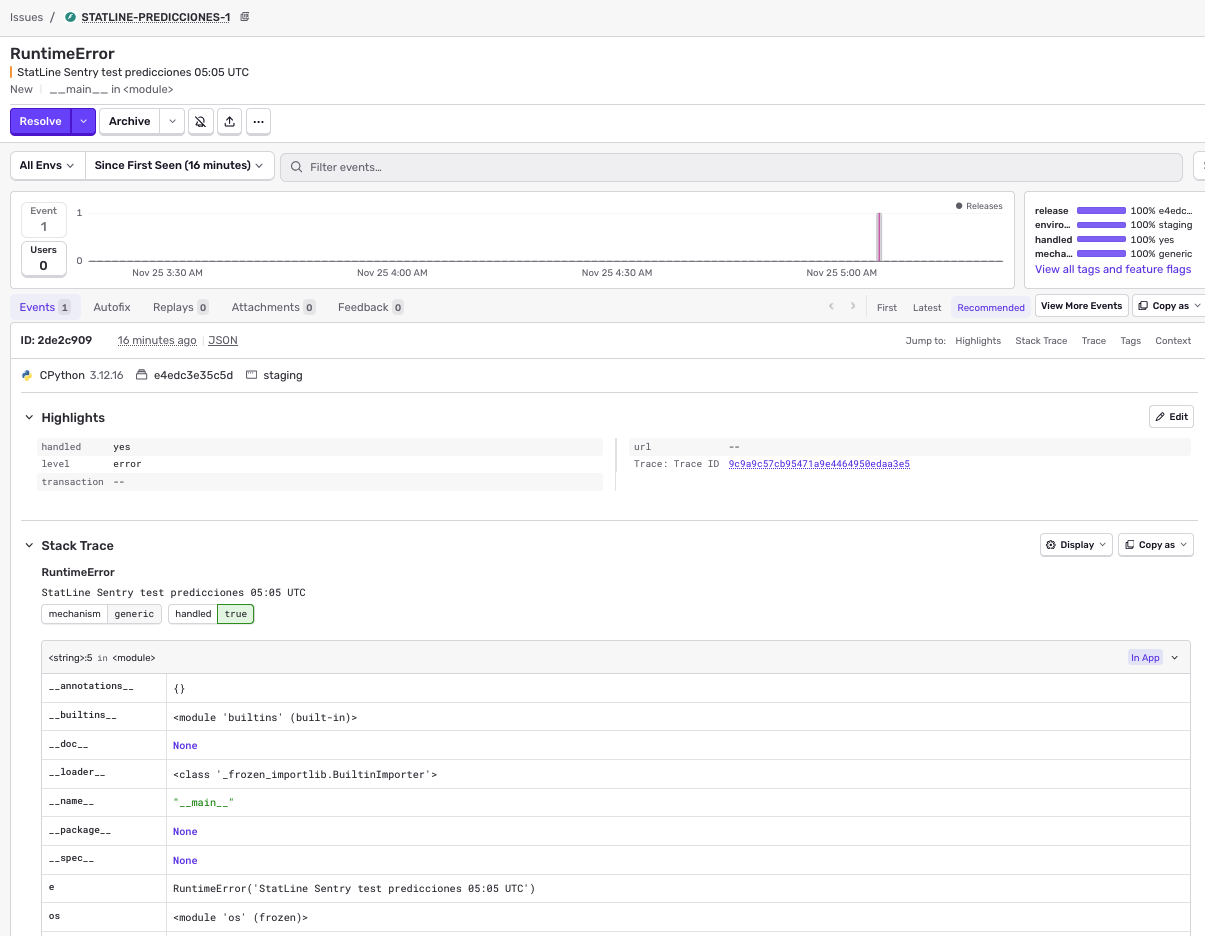 Issues / STATLINE-PREDICCIONES-1
RuntimeError
StatLine Sentry test predicciones 05:05 UTC
New __main__ in <module>
Resolve Archive
All Envs Since First Seen (16 minutes) Filter events…
Event
1
Users
0
1
0
Releases
Nov 25 3:30 AM Nov 25 4:00 AM Nov 25 4:30 AM Nov 25 5:00 AM
release 100% e4edc…
enviro… 100% staging
handled 100% yes
mecha… 100% generic
View all tags and feature flags
Events 1 Autofix Replays 0 Attachments 0 Feedback 0 First Latest Recommended View More Events Copy as
ID: 2de2c909 16 minutes ago JSON Jump to: Highlights Stack Trace Trace Tags Context
CPython 3.12.16 e4edc3e35c5d staging
Highlights Edit
handled yes
level error
transaction --
url --
Trace: Trace ID 9c9a9c57cb95471a9e4464950edaa3e5
Stack Trace Display Copy as
RuntimeError
StatLine Sentry test predicciones 05:05 UTC
mechanism generic handled true
<string>:5 in <module> In App
__annotations__ {}
__builtins__ <module 'builtins' (built-in)>
__doc__ None
__loader__ <class '_frozen_importlib.BuiltinImporter'>
__name__ "__main__"
__package__ None
__spec__ None
e RuntimeError('StatLine Sentry test predicciones 05:05 UTC')
os <module 'os' (frozen)>